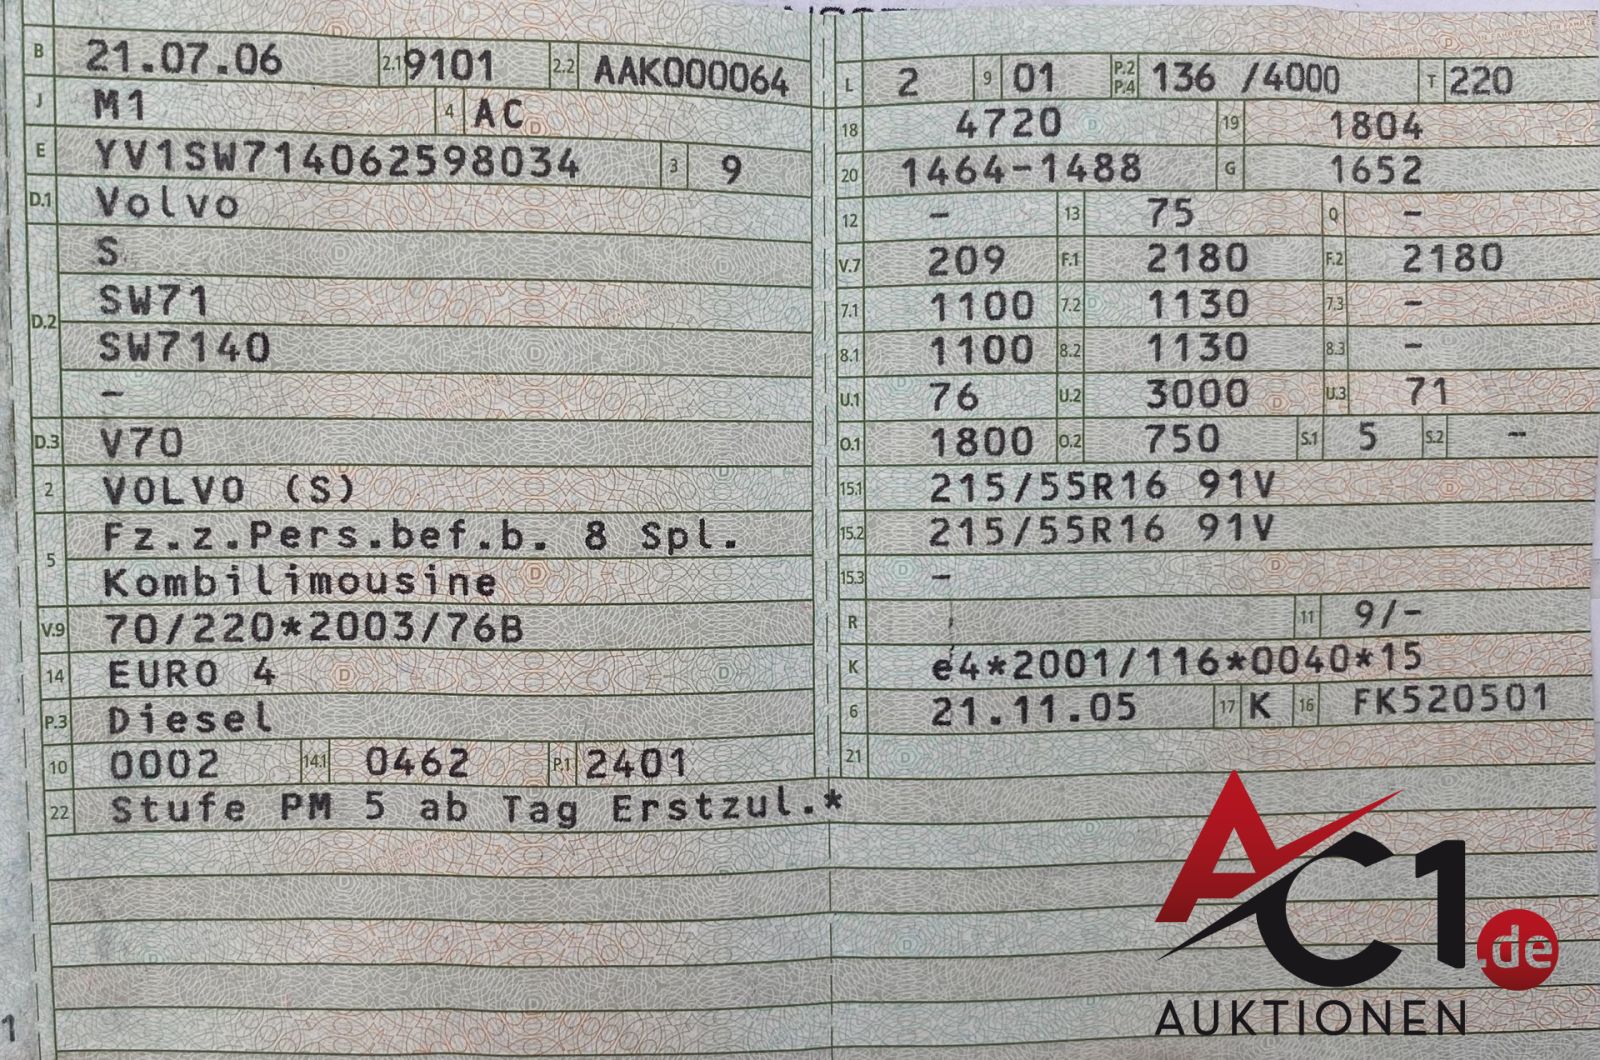 B 21.07.06 2.1 9101 2.2 AAK000064
J M1 4 AC
E YV1SW714062598034 3 9
D.1 Volvo
S
D.2 SW71
SW7140
–
D.3 V70
2 VOLVO (S)
5 Fz.z.Pers.bef.b. 8 Spl.
Kombilimousine
V.9 70/220*2003/76B
14 EURO 4
P.3 Diesel
10 0002 14.1 0462 P.1 2401
22 Stufe PM 5 ab Tag Erstzul.*
L 2 9 01 P.2 P.4 136 /4000 T 220
18 4720 19 1804
20 1464-1488 G 1652
12 – 13 75 Q –
V.7 209 F.1 2180 F.2 2180
7.1 1100 7.2 1130 7.3 –
8.1 1100 8.2 1130 8.3 –
U.1 76 U.2 3000 U.3 71
O.1 1800 O.2 750 S.1 5 S.2 –
15.1 215/55R16 91V
15.2 215/55R16 91V
15.3 –
R 11 9/-
K e4*2001/116*0040*15
6 21.11.05 17 K 16 FK520501
21
1
AC1.de
AUKTIONEN